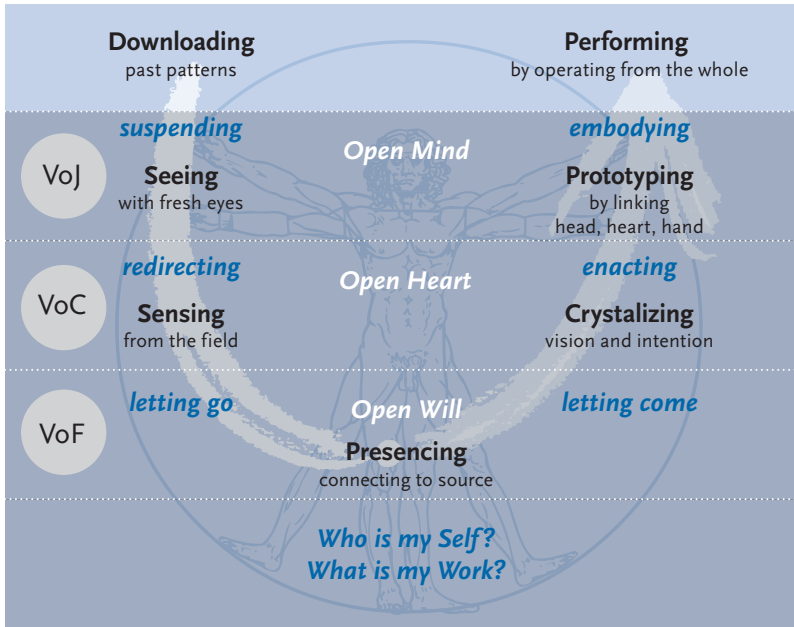 Downloading
past patterns
Performing
by operating from the whole
suspending
Open Mind
embodying
VoJ
Seeing
with fresh eyes
Prototyping
by linking
head, heart, hand
redirecting
Open Heart
enacting
VoC
Sensing
from the field
Crystalizing
vision and intention
letting go
Open Will
letting come
VoF
Presencing
connecting to source
Who is my Self?
What is my Work?